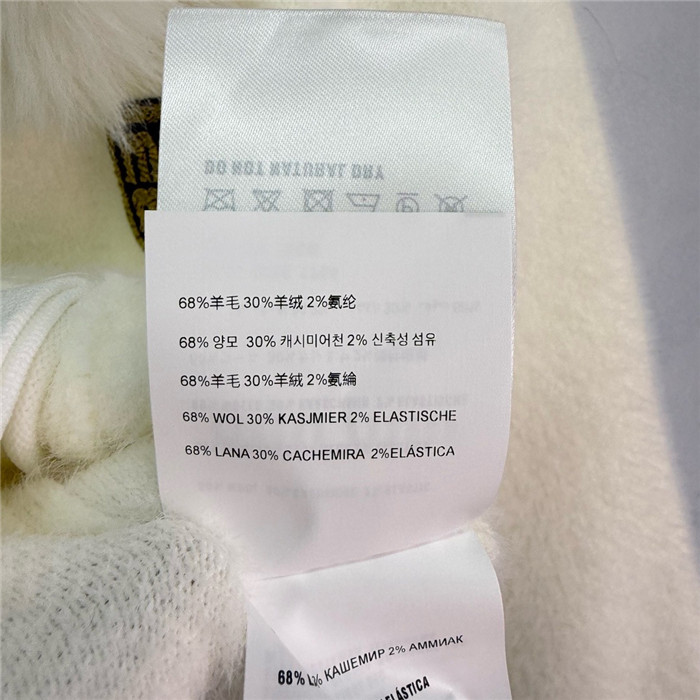 DO NOT NATURAL DRY
68%羊毛 30%羊绒 2%氨纶
68% 양모 30% 캐시미어천 2% 신축성 섬유
68%羊毛 30%羊絨 2%氨綸
68% WOL 30% KASJMIER 2% ELASTISCHE
68% LANA 30% CACHEMIRA 2%ELÁSTICA
68% КАШЕМИР 2% АММИАК
ELÁSTICA